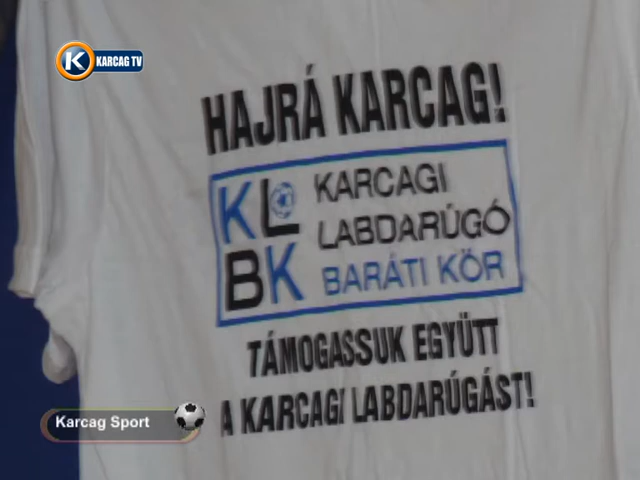 K KARCAG TV
HAJRÁ KARCAG!
KL KARCAGI
LABDARÚGÓ
BK BARÁTI KÖR
TÁMOGASSUK EGYÜTT
A KARCAGI LABDARÚGÁST!
Karcag Sport